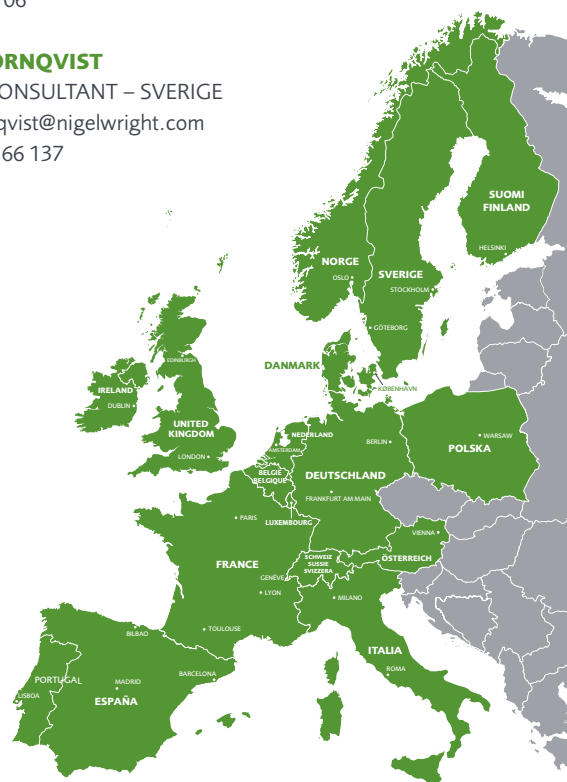 06
ORNQVIST
ONSULTANT – SVERIGE
qvist@nigelwright.com
66 137
SUOMI
FINLAND
HELSINKI
NORGE
OSLO
SVERIGE
STOCKHOLM
GÖTEBORG
DANMARK
KØBENHAVN
EDINBURGH
IRELAND
DUBLIN
UNITED
KINGDOM
LONDON
NEDERLAND
AMSTERDAM
BELGIË
BELGIQUE
BERLIN
DEUTSCHLAND
FRANKFURT AM MAIN
WARSAW
POLSKA
LUXEMBOURG
PARIS
VIENNA
ÖSTERREICH
SCHWEIZ
SUSSIE
SVIZZERA
FRANCE
GENÈVE
LYON
MILANO
TOULOUSE
BILBAO
ITALIA
ROMA
PORTUGAL
LISBOA
MADRID
BARCELONA
ESPAÑA